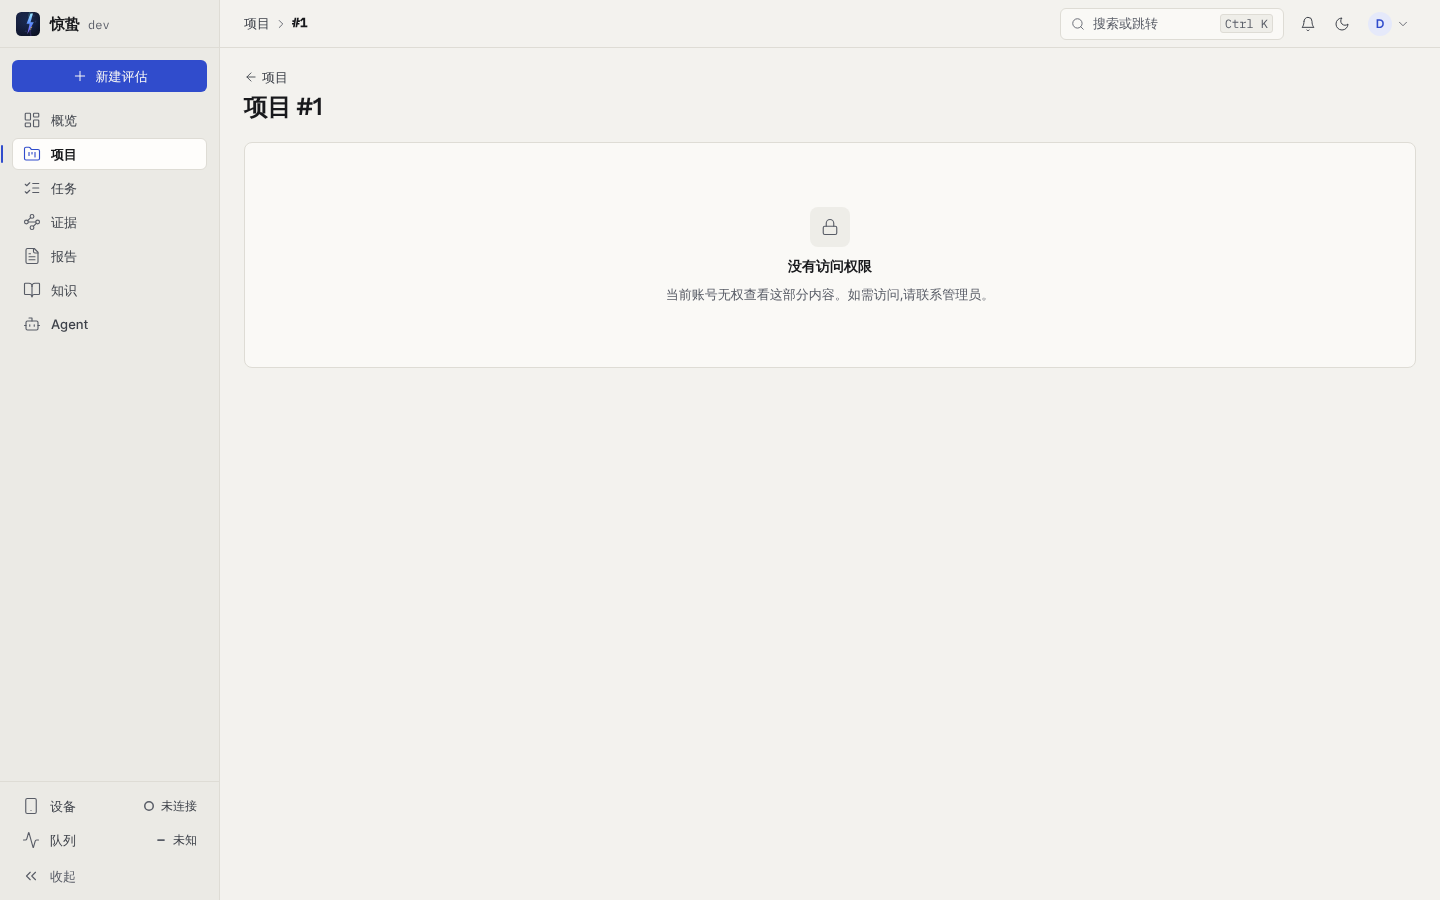 惊蛰 dev
项目 > #1
搜索或跳转 Ctrl K
D
新建评估
概览
项目
任务
证据
报告
知识
Agent
设备 未连接
队列 未知
收起
项目
项目 #1
没有访问权限
当前账号无权查看这部分内容。如需访问,请联系管理员。